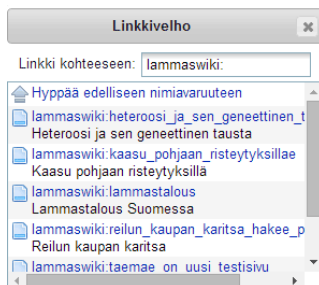 Linkkivelho
Linkki kohteeseen: lammaswiki:
Hyppää edelliseen nimiavaruuteen
lammaswiki:heteroosi_ja_sen_geneettinen_t
Heteroosi ja sen geneettinen tausta
lammaswiki:kaasu_pohjaan_risteytyksillae
Kaasu pohjaan risteytyksillä
lammaswiki:lammastalous
Lammastalous Suomessa
lammaswiki:reilun_kaupan_karitsa_hakee_p
Reilun kaupan karitsa
lammaswiki:taemae_on_uusi_testisivu